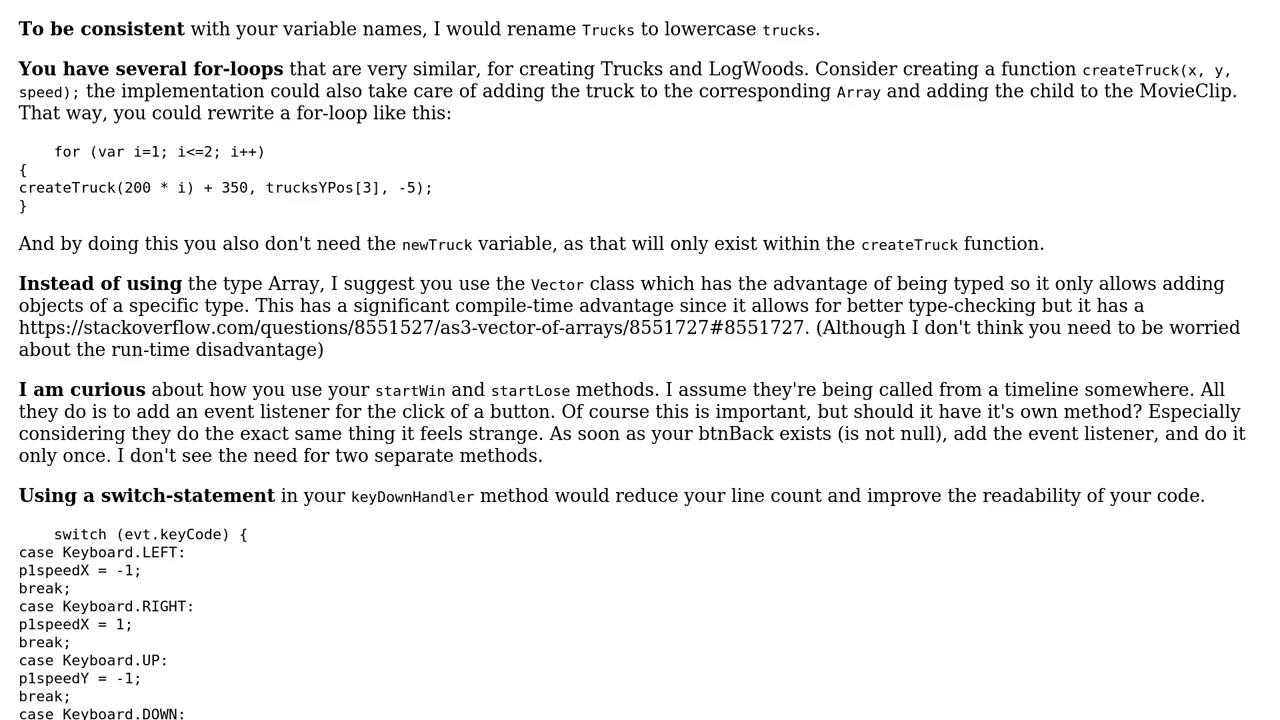 To be consistent with your variable names, I would rename Trucks to lowercase trucks.
You have several for-loops that are very similar, for creating Trucks and LogWoods. Consider creating a function createTruck(x, y,
speed); the implementation could also take care of adding the truck to the corresponding Array and adding the child to the MovieClip.
That way, you could rewrite a for-loop like this:
for (var i=1; i<=2; i++)
{
createTruck(200 * i) + 350, trucksYPos[3], -5);
}
And by doing this you also don't need the newTruck variable, as that will only exist within the createTruck function.
Instead of using the type Array, I suggest you use the Vector class which has the advantage of being typed so it only allows adding
objects of a specific type. This has a significant compile-time advantage since it allows for better type-checking but it has a
https://stackoverflow.com/questions/8551527/as3-vector-of-arrays/8551727#8551727. (Although I don't think you need to be worried
about the run-time disadvantage)
I am curious about how you use your startWin and startLose methods. I assume they're being called from a timeline somewhere. All
they do is to add an event listener for the click of a button. Of course this is important, but should it have it's own method? Especially
considering they do the exact same thing it feels strange. As soon as your btnBack exists (is not null), add the event listener, and do it
only once. I don't see the need for two separate methods.
Using a switch-statement in your keyDownHandler method would reduce your line count and improve the readability of your code.
switch (evt.keyCode) {
case Keyboard.LEFT:
p1speedX = -1;
break;
case Keyboard.RIGHT:
p1speedX = 1;
break;
case Keyboard.UP:
p1speedY = -1;
break;
case Keyboard.DOWN: